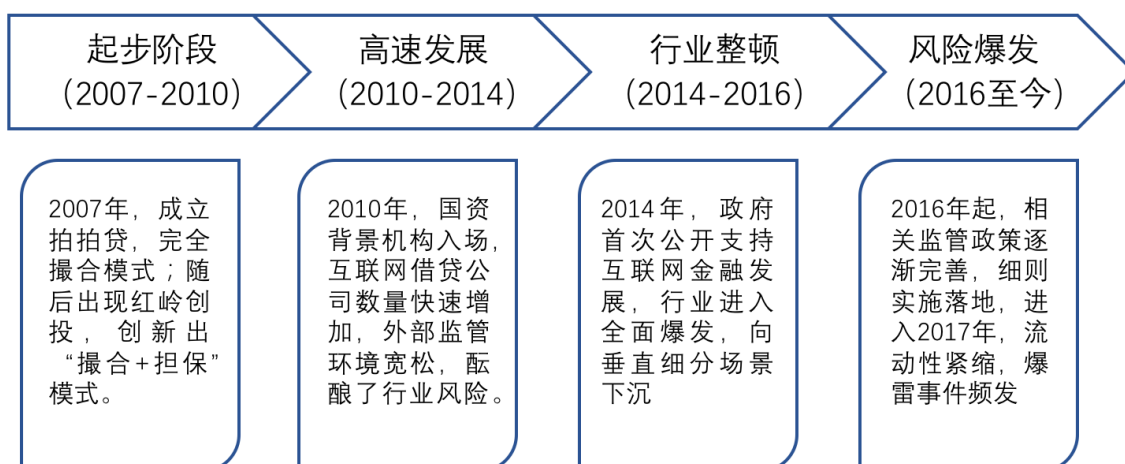 起步阶段
（2007-2010）
高速发展
（2010-2014）
行业整顿
（2014-2016）
风险爆发
（2016至今）
2007年，成立
拍拍贷，完全
撮合模式；随
后出现红岭创
投，创新出
“撮合+担保”
模式。
2010年，国资
背景机构入场，
互联网借贷公
司数量快速增
加，外部监管
环境宽松，酝
酿了行业风险。
2014年，政府
首次公开支持
互联网金融发
展，行业进入
全面爆发，向
垂直细分场景
下沉
2016年起，相
关监管政策逐
渐完善，细则
实施落地，进
入2017年，流
动性紧缩，爆
雷事件频发